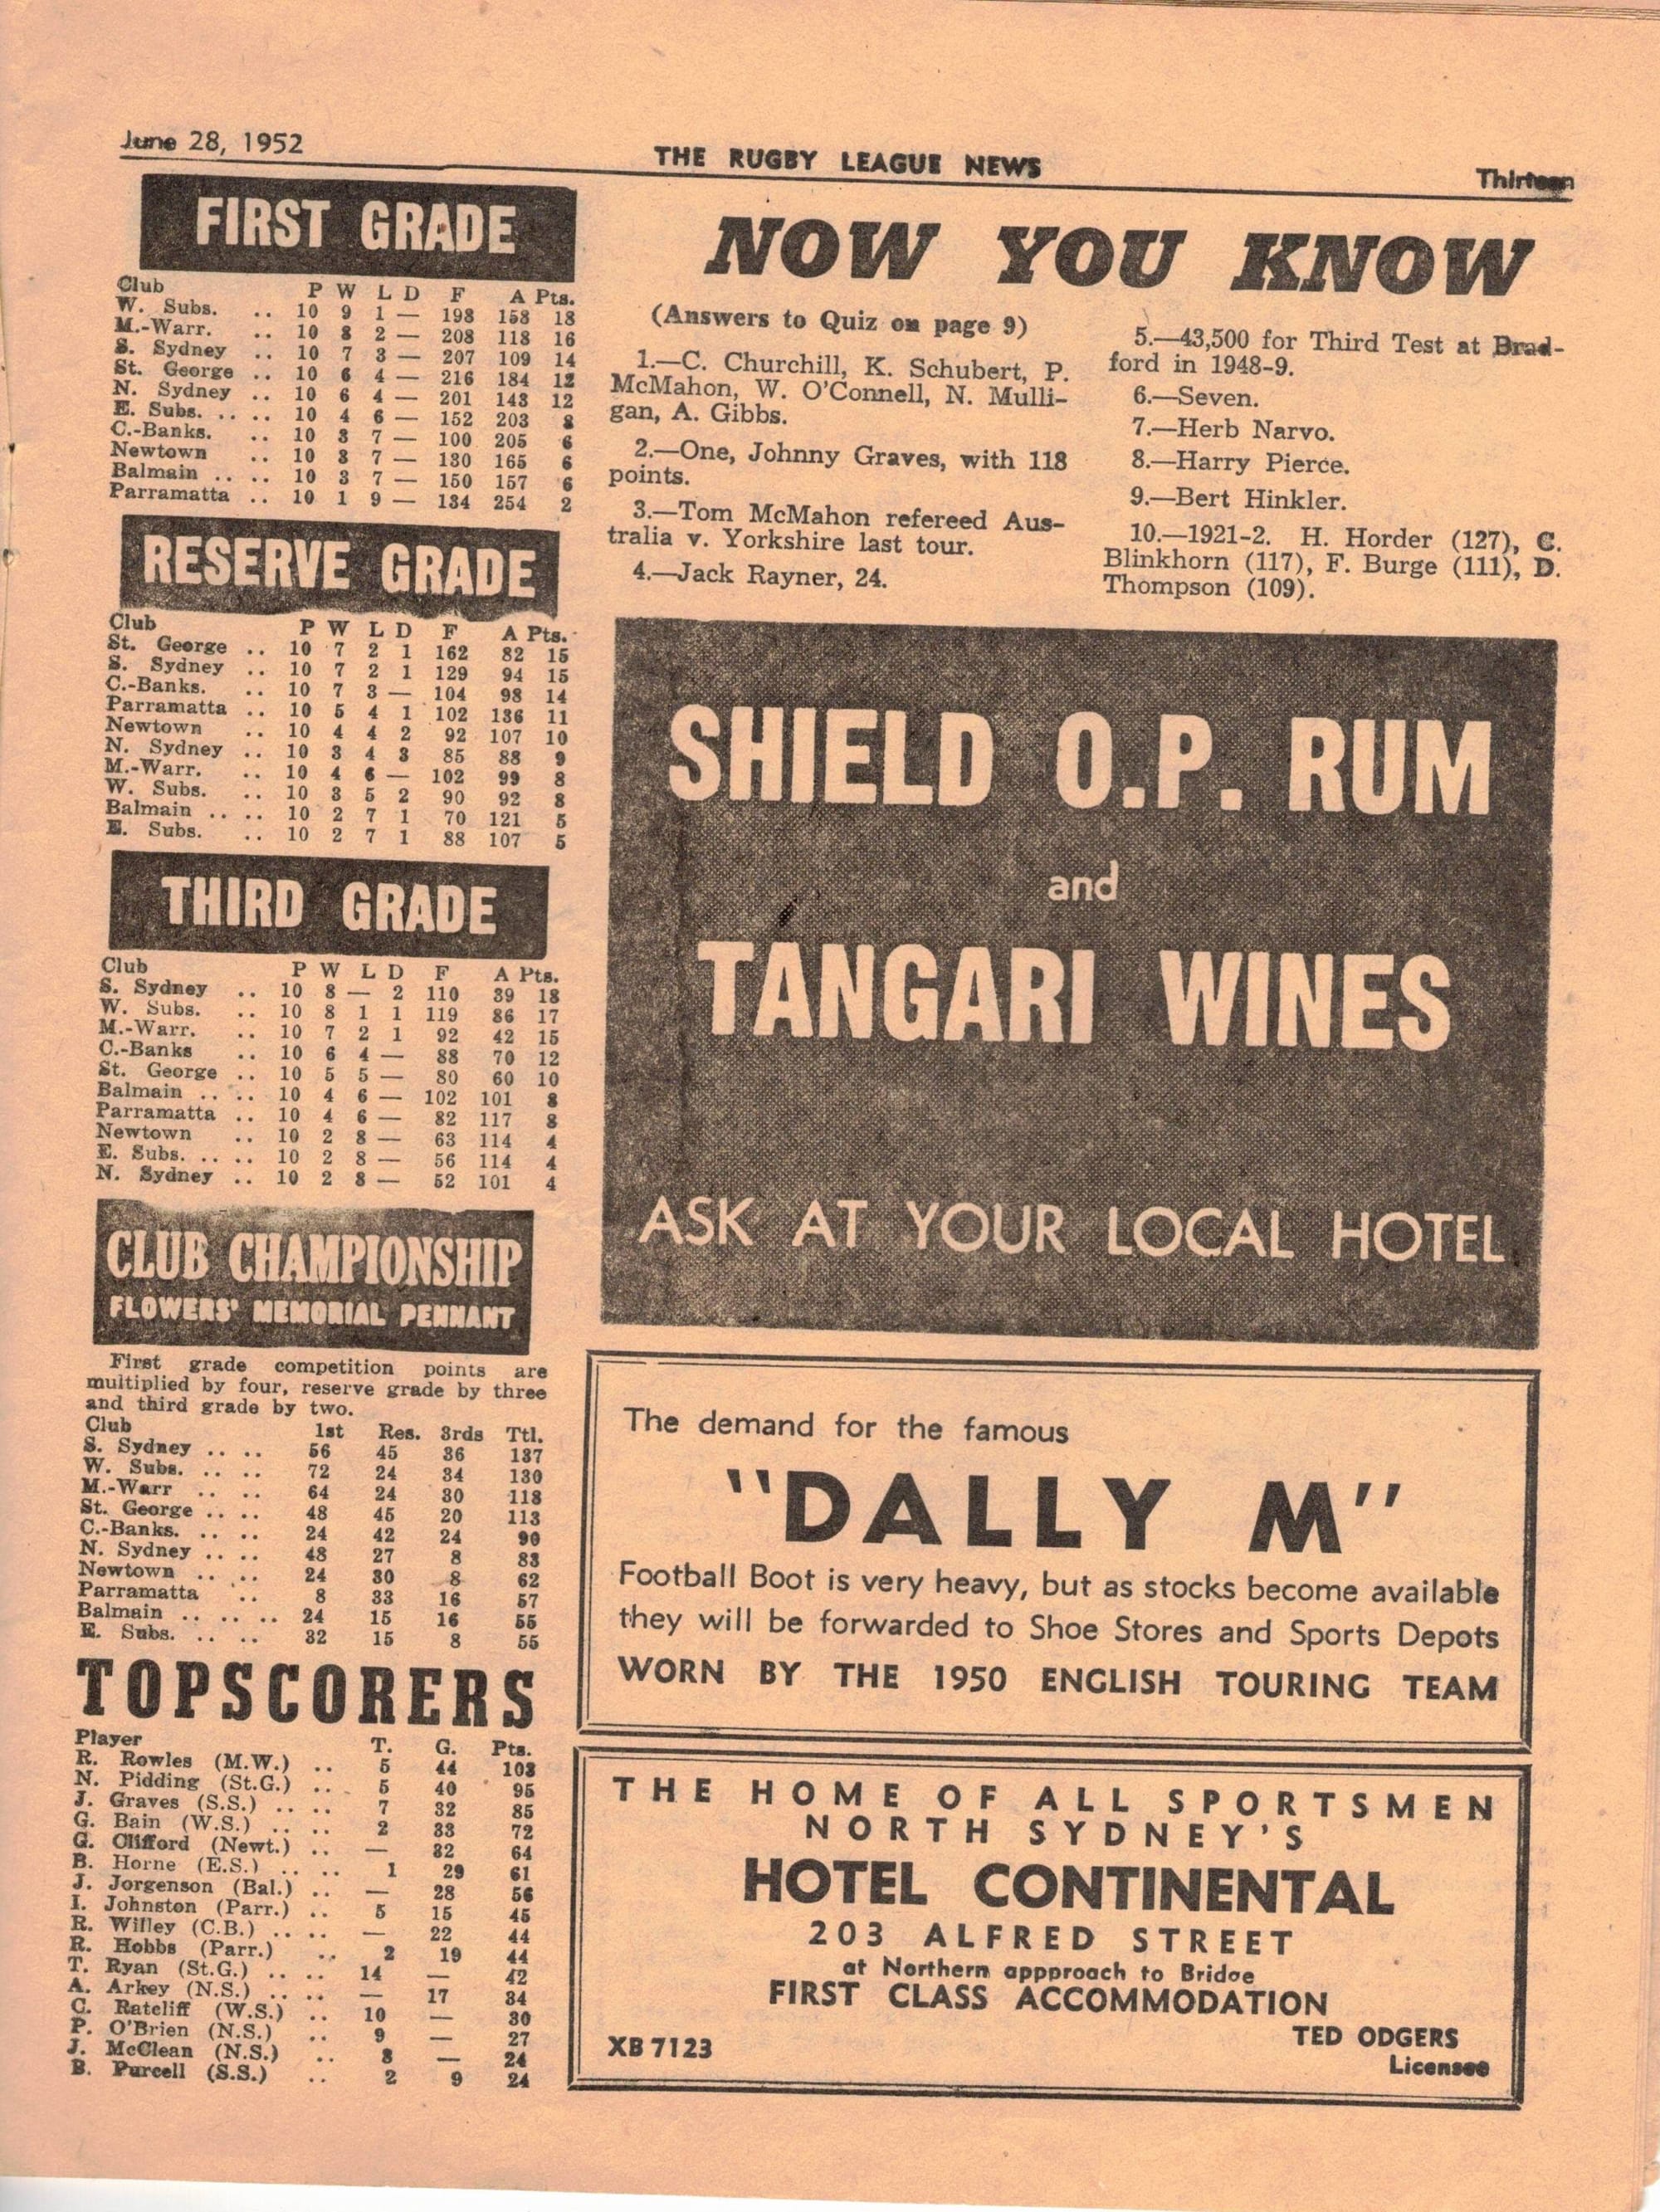 June 28, 1952
THE RUGBY LEAGUE NEWS
Thirteen
FIRST GRADE
Club P W L D F A Pts.
W. Subs. .. 10 9 1 — 198 158 18
M.-Warr. .. 10 8 2 — 208 118 16
S. Sydney .. 10 7 3 — 207 109 14
St. George .. 10 6 4 — 216 184 12
N. Sydney .. 10 6 4 — 201 143 12
E. Subs. .. .. 10 4 6 — 152 203 8
C.-Banks. .. 10 3 7 — 100 205 6
Newtown .. 10 3 7 — 130 165 6
Balmain .. .. 10 3 7 — 150 157 6
Parramatta .. 10 1 9 — 134 254 2
RESERVE GRADE
Club P W L D F A Pts.
St. George .. 10 7 2 1 162 82 15
S. Sydney .. 10 7 2 1 129 94 15
C.-Banks. .. 10 7 3 — 104 98 14
Parramatta .. 10 5 4 1 102 136 11
Newtown .. 10 4 4 2 92 107 10
N. Sydney .. 10 3 4 3 85 88 9
M.-Warr. .. 10 4 6 — 102 99 8
W. Subs. .. 10 3 5 2 90 92 8
Balmain .. .. 10 2 7 1 70 121 5
E. Subs. .. 10 2 7 1 88 107 5
THIRD GRADE
Club P W L D F A Pts.
S. Sydney .. 10 8 — 2 110 39 18
W. Subs. .. 10 8 1 1 119 86 17
M.-Warr. .. 10 7 2 1 92 42 15
C.-Banks .. 10 6 4 — 88 70 12
St. George .. 10 5 5 — 80 60 10
Balmain .. .. 10 4 6 — 102 101 8
Parramatta .. 10 4 6 — 82 117 8
Newtown .. 10 2 8 — 63 114 4
E. Subs. .. .. 10 2 8 — 56 114 4
N. Sydney .. 10 2 8 — 52 101 4
CLUB CHAMPIONSHIP
FLOWERS' MEMORIAL PENNANT
First grade competition points are
multiplied by four, reserve grade by three
and third grade by two.
Club 1st Res. 3rds Ttl.
S. Sydney .. .. 56 45 36 137
W. Subs. .. .. 72 24 34 130
M.-Warr .. .. 64 24 30 118
St. George .. .. 48 45 20 113
C.-Banks. .. .. 24 42 24 90
N. Sydney .. .. 48 27 8 83
Newtown .. .. 24 30 8 62
Parramatta .. 8 33 16 57
Balmain .. .. .. 24 15 16 55
E. Subs. .. .. 32 15 8 55
TOPSCORERS
Player T. G. Pts.
R. Rowles (M.W.) .. 5 44 103
N. Pidding (St.G.) .. 5 40 95
J. Graves (S.S.) .. .. 7 32 85
G. Bain (W.S.) .. .. 2 33 72
G. Clifford (Newt.) .. — 32 64
B. Horne (E.S.) .. .. 1 29 61
J. Jorgenson (Bal.) .. — 28 56
I. Johnston (Parr.) .. 5 15 45
R. Willey (C.B.) .. .. — 22 44
R. Hobbs (Parr.) .. 2 19 44
T. Ryan (St.G.) .. .. 14 — 42
A. Arkey (N.S.) .. .. — 17 34
C. Ratcliff (W.S.) .. 10 — 30
P. O'Brien (N.S.) .. 9 — 27
J. McClean (N.S.) .. 8 — 24
B. Purcell (S.S.) .. 2 9 24
NOW YOU KNOW
(Answers to Quiz on page 9)
1.—C. Churchill, K. Schubert, P.
McMahon, W. O'Connell, N. Mulli-
gan, A. Gibbs.
2.—One, Johnny Graves, with 118
points.
3.—Tom McMahon refereed Aus-
tralia v. Yorkshire last tour.
4.—Jack Rayner, 24.
5.—43,500 for Third Test at Brad-
ford in 1948-9.
6.—Seven.
7.—Herb Narvo.
8.—Harry Pierce.
9.—Bert Hinkler.
10.—1921-2. H. Horder (127), C.
Blinkhorn (117), F. Burge (111), D.
Thompson (109).
SHIELD O.P. RUM
and
TANGARI WINES
ASK AT YOUR LOCAL HOTEL
The demand for the famous
"DALLY M"
Football Boot is very heavy, but as stocks become available
they will be forwarded to Shoe Stores and Sports Depots
WORN BY THE 1950 ENGLISH TOURING TEAM
THE HOME OF ALL SPORTSMEN
NORTH SYDNEY'S
HOTEL CONTINENTAL
203 ALFRED STREET
at Northern appproach to Bridge
FIRST CLASS ACCOMMODATION
TED ODGERS
XB 7123
Licensee